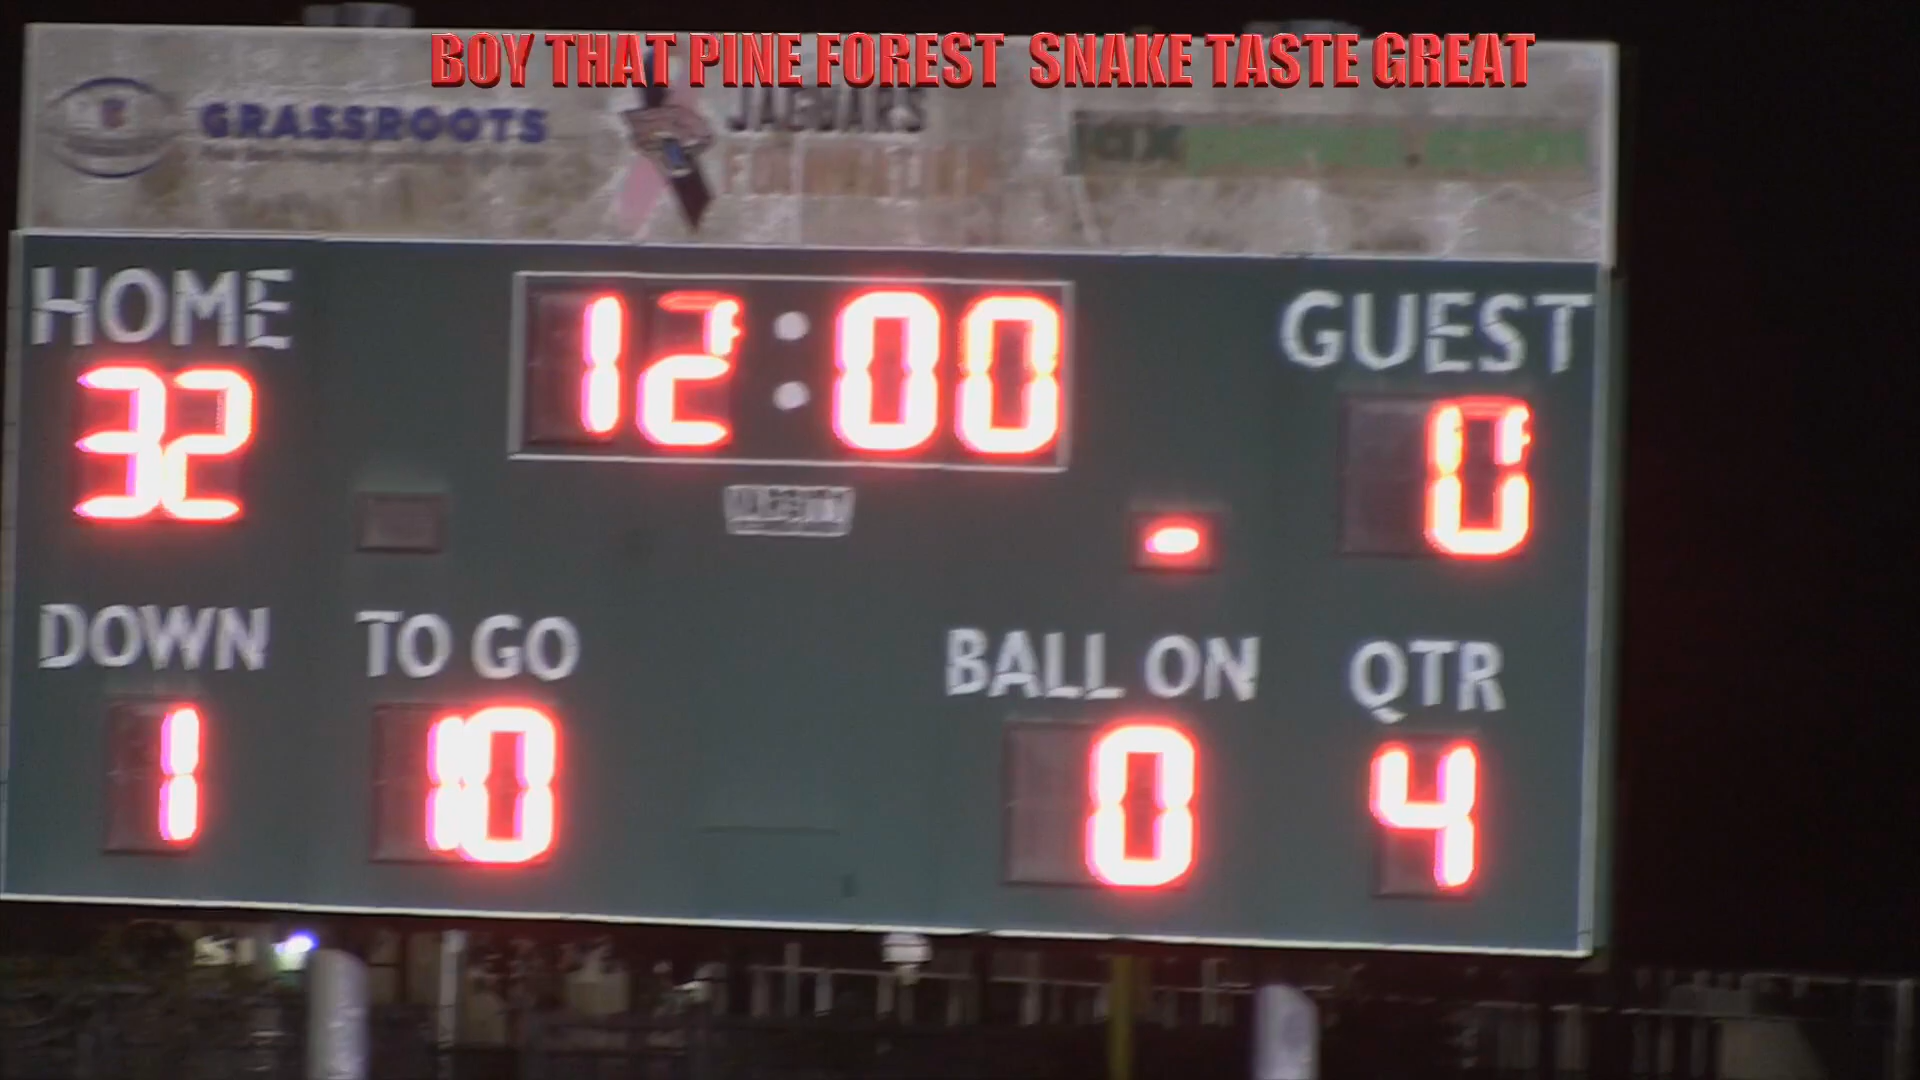 BOY THAT PINE FOREST SNAKE TASTE GREAT
GRASSROOTS
JAGUARS
jax
HOME
12:00
GUEST
32
0
DOWN
TO GO
BALL ON
QTR
1
10
0
4